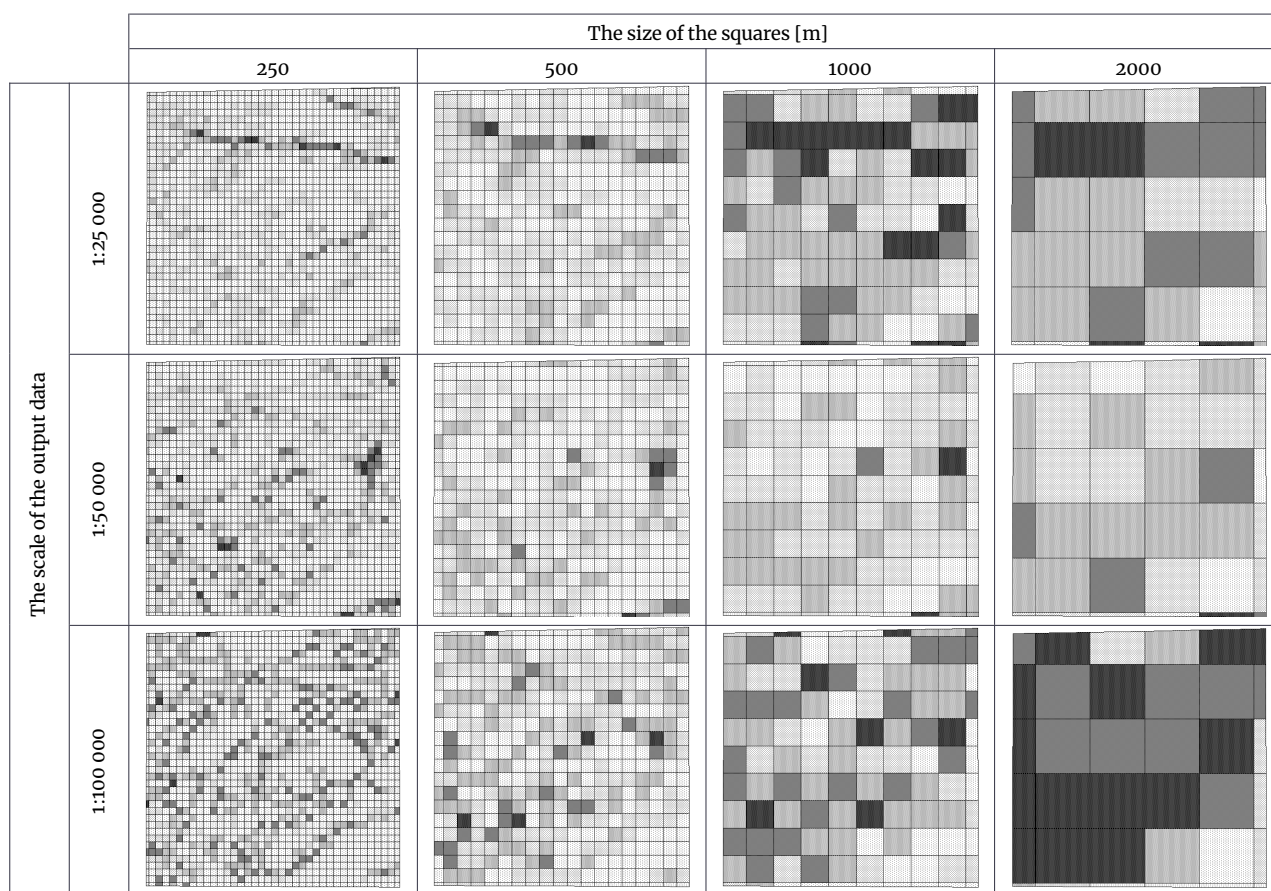 The size of the squares [m]
250 500 1000 2000
The scale of the output data
1:25 000
1:50 000
1:100 000